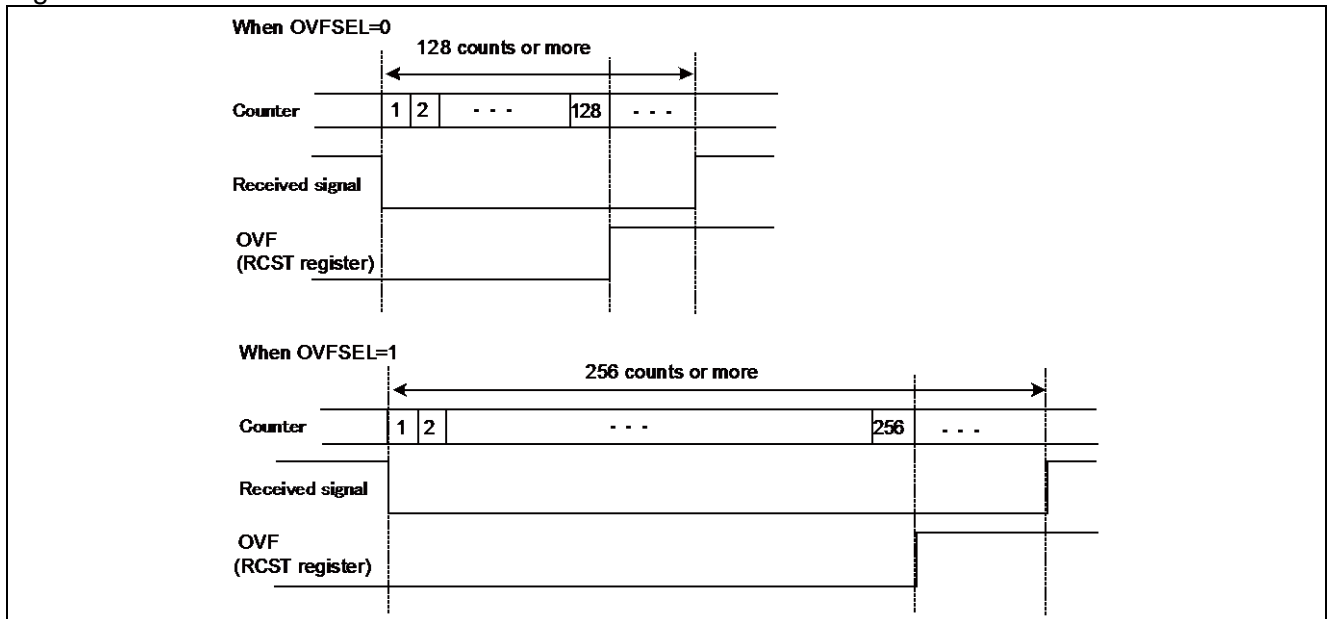 When OVFSEL=0
128 counts or more
Counter 1 2 - - - 128 - - -
Received signal
OVF
(RCST register)
When OVFSEL=1
256 counts or more
Counter 1 2 - - - 256 - - -
Received signal
OVF
(RCST register)